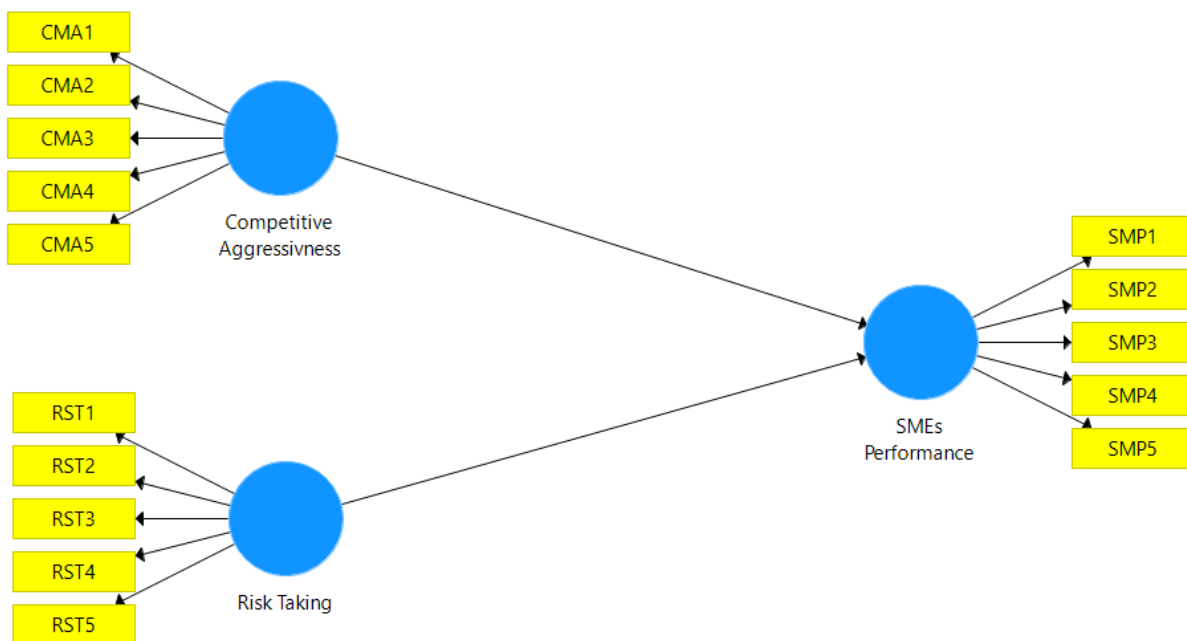 CMA1
CMA2
CMA3
CMA4
CMA5
Competitive
Aggressivness
RST1
RST2
RST3
RST4
RST5
Risk Taking
SMP1
SMP2
SMP3
SMP4
SMP5
SMEs
Performance